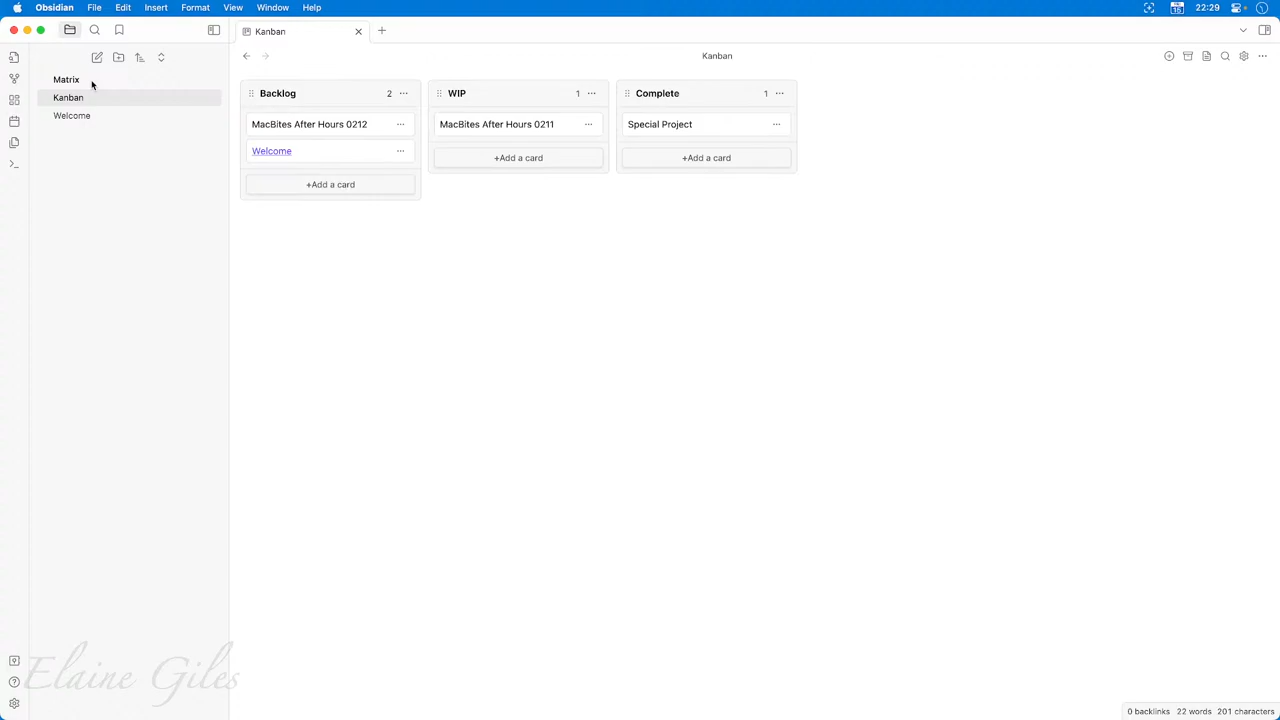 Obsidian File Edit Insert Format View Window Help 22:29
Kanban
Kanban
Matrix
Kanban
Welcome
Backlog 2
MacBites After Hours 0212
Welcome
+Add a card
WIP 1
MacBites After Hours 0211
+Add a card
Complete 1
Special Project
+Add a card
Elaine Giles
0 backlinks 22 words 201 characters